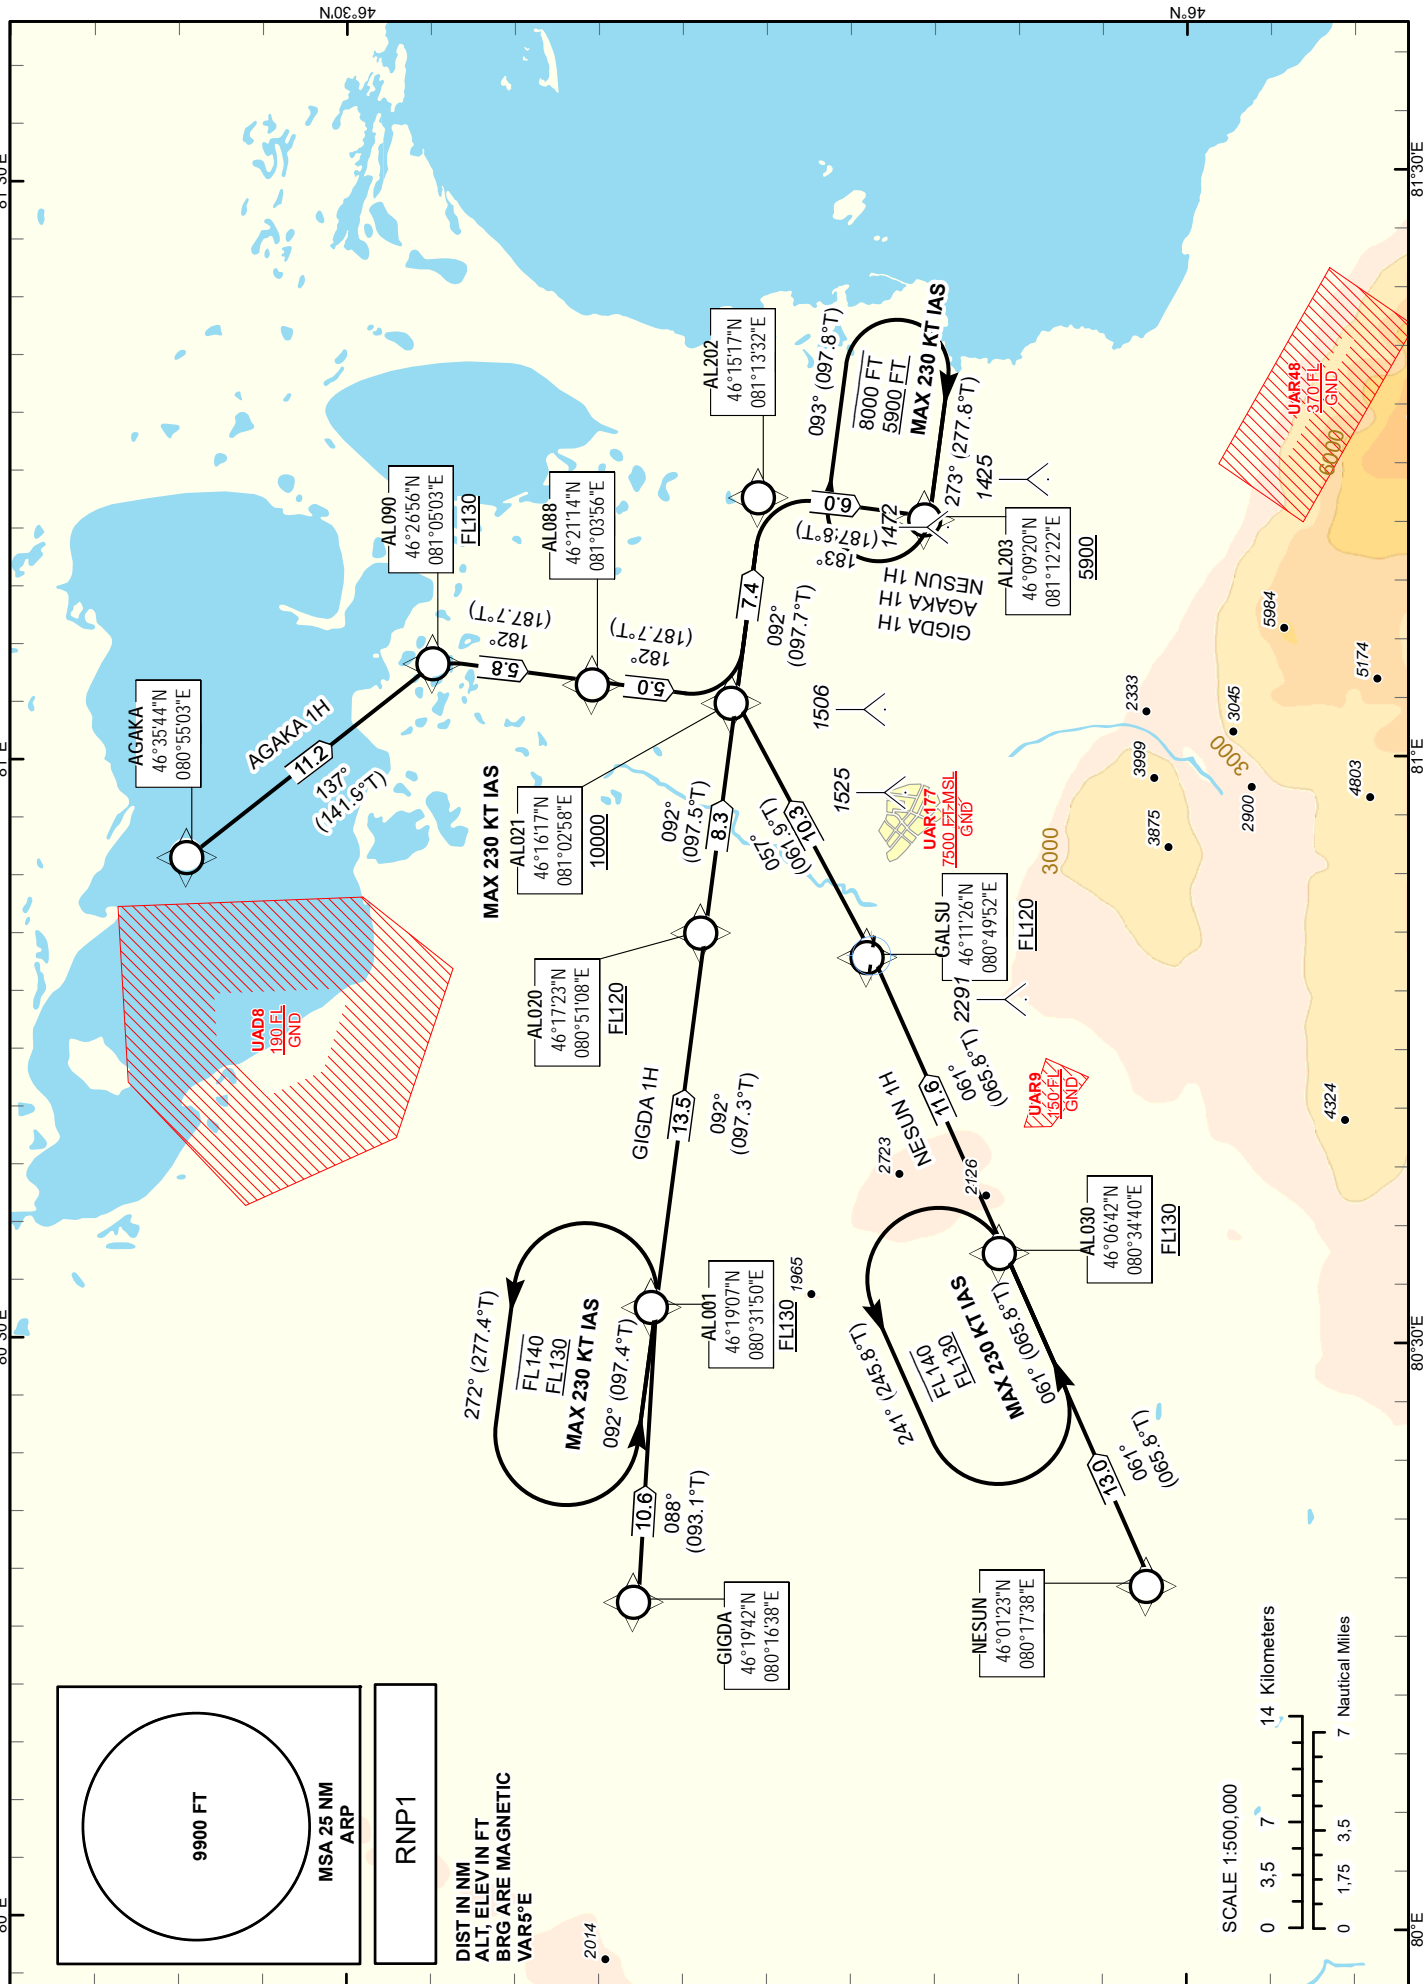 46°30'N
46°N
81°30'E
81°30'E
81°E
81°E
80°30'E
80°30'E
80°E
80°E
9900 FT
MSA 25 NM
ARP
RNP1
DIST IN NM
ALT, ELEV IN FT
BRG ARE MAGNETIC
VAR5°E
2014
AGAKA
46°35'44"N
080°55'03"E
AGAKA 1H
11.2
137°
(141.9°T)
AL090
46°26'56"N
081°05'03"E
FL130
5.8
182°
(187.7°T)
AL088
46°21'14"N
081°03'56"E
5.0
182°
(187.7°T)
MAX 230 KT IAS
AL021
46°16'17"N
081°02'58"E
10000
7.4
092°
(097.7°T)
AL202
46°15'17"N
081°13'32"E
6.0
183°
(187.8°T)
093° (097.8°T)
8000 FT
5900 FT
MAX 230 KT IAS
273° (277.8°T)
1472
1425
AL203
46°09'20"N
081°12'22"E
5900
GIGDA 1H
AGAKA 1H
NESUN 1H
UAD8
190 FL
GND
AL020
46°17'23"N
080°51'08"E
FL120
8.3
092°
(097.5°T)
GIGDA 1H
13.5
092°
(097.3°T)
272° (277.4°T)
FL140
FL130
MAX 230 KT IAS
092° (097.4°T)
AL001
46°19'07"N
080°31'50"E
FL130
1965
10.6
088°
(093.1°T)
GIGDA
46°19'42"N
080°16'38"E
10.3
057°
(061.9°T)
1506
1525
UAR177
7500 FT MSL
GND
GALSU
46°11'26"N
080°49'52"E
FL120
2291
NESUN 1H
11.6
061°
(065.8°T)
UAR9
150 FL
GND
2723
2126
AL030
46°06'42"N
080°34'40"E
FL130
241° (245.8°T)
FL140
FL130
MAX 230 KT IAS
061° (065.8°T)
13.0
061°
(065.8°T)
NESUN
46°01'23"N
080°17'38"E
UAR48
370 FL
GND
6000
5984
5174
2333
3045
3000
3999
2900
4803
3875
3000
4324
SCALE 1:500,000
0 3,5 7 14 Kilometers
0 1,75 3,5 7 Nautical Miles